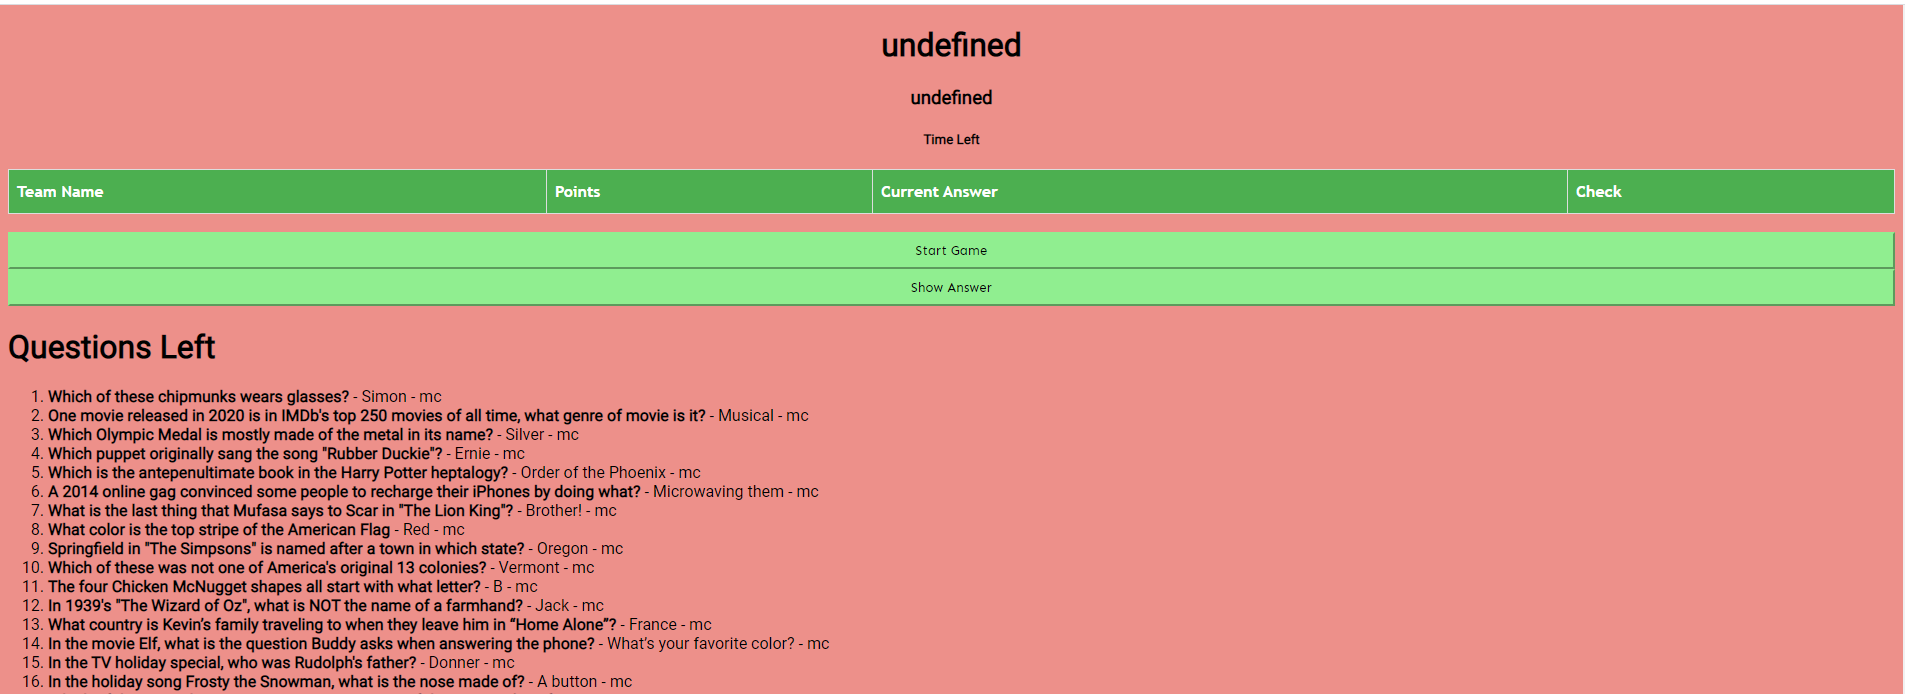 undefined
undefined
Time Left
Team Name Points Current Answer Check
Start Game
Show Answer
Questions Left
1. Which of these chipmunks wears glasses? - Simon - mc
2. One movie released in 2020 is in IMDb's top 250 movies of all time, what genre of movie is it? - Musical - mc
3. Which Olympic Medal is mostly made of the metal in its name? - Silver - mc
4. Which puppet originally sang the song "Rubber Duckie"? - Ernie - mc
5. Which is the antepenultimate book in the Harry Potter heptalogy? - Order of the Phoenix - mc
6. A 2014 online gag convinced some people to recharge their iPhones by doing what? - Microwaving them - mc
7. What is the last thing that Mufasa says to Scar in "The Lion King"? - Brother! - mc
8. What color is the top stripe of the American Flag - Red - mc
9. Springfield in "The Simpsons" is named after a town in which state? - Oregon - mc
10. Which of these was not one of America's original 13 colonies? - Vermont - mc
11. The four Chicken McNugget shapes all start with what letter? - B - mc
12. In 1939's "The Wizard of Oz", what is NOT the name of a farmhand? - Jack - mc
13. What country is Kevin’s family traveling to when they leave him in “Home Alone”? - France - mc
14. In the movie Elf, what is the question Buddy asks when answering the phone? - What’s your favorite color? - mc
15. In the TV holiday special, who was Rudolph's father? - Donner - mc
16. In the holiday song Frosty the Snowman, what is the nose made of? - A button - mc